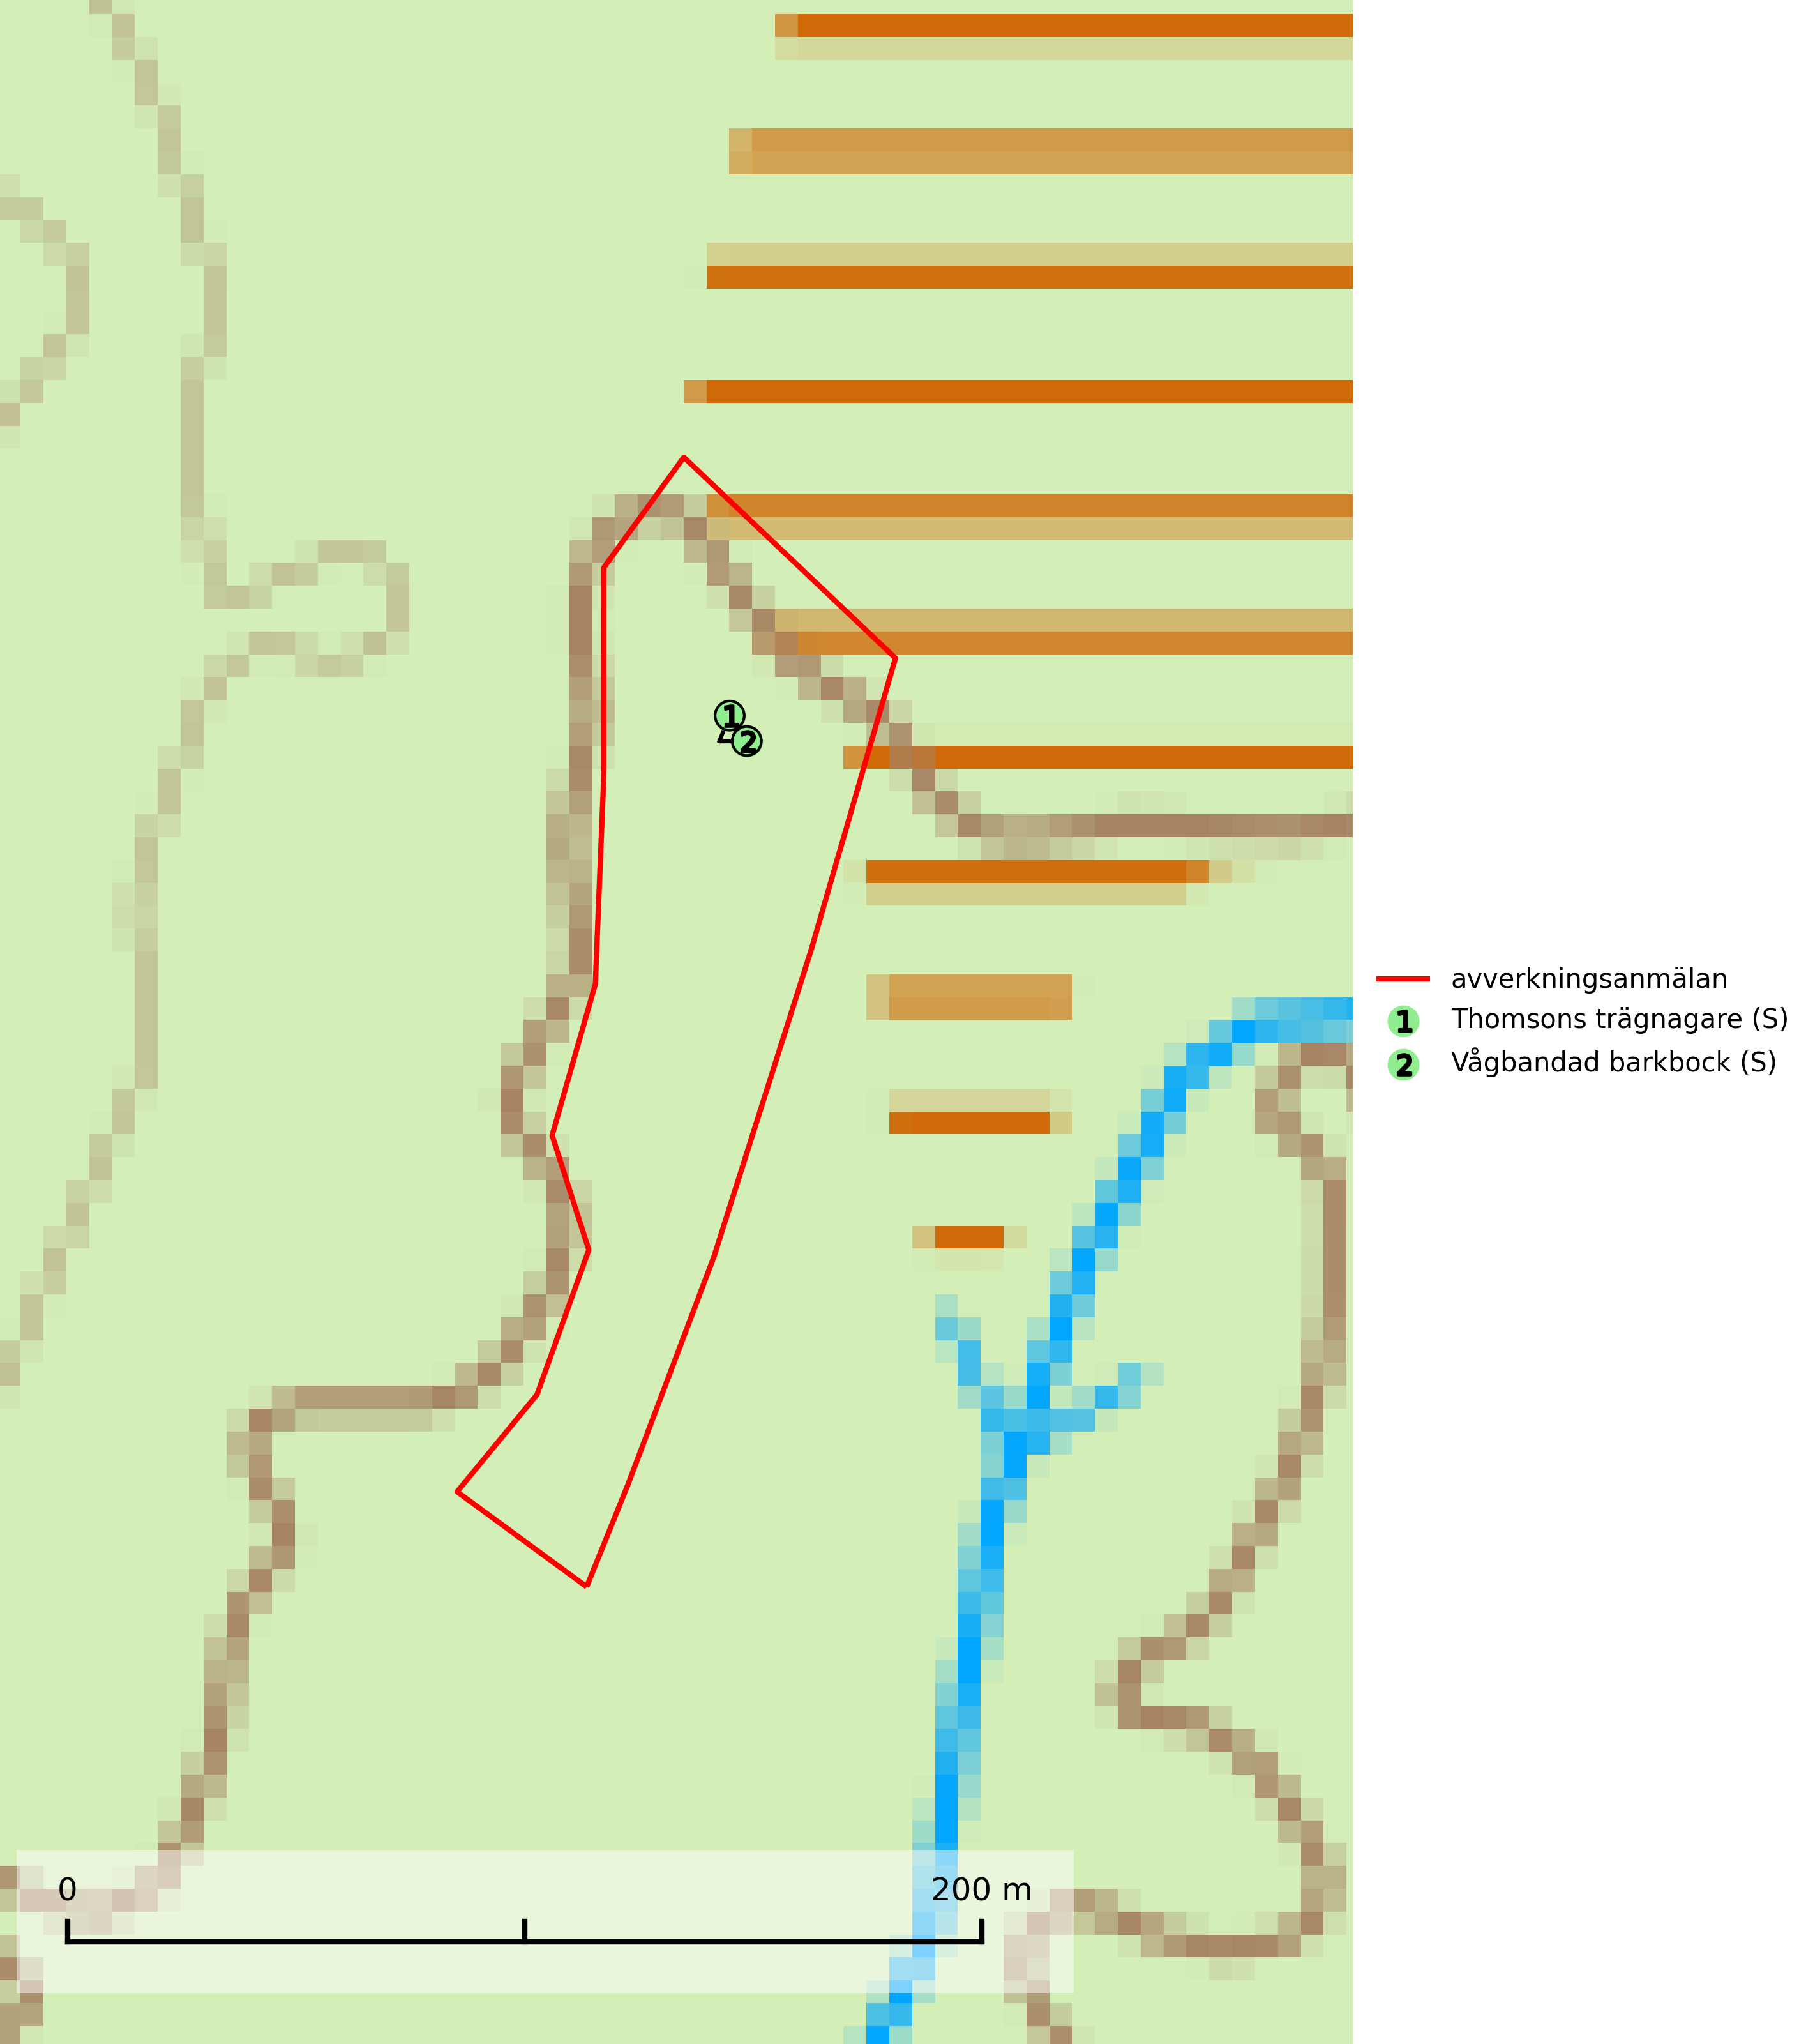 1
2
avverkningsanmälan
1 Thomsons trägnagare (S)
2 Vågbandad barkbock (S)
0 200 m